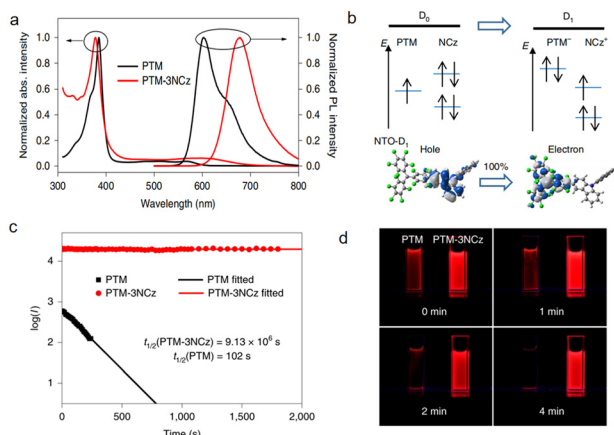 a
Normalized abs. intensity
1.0
0.8
0.6
0.4
0.2
0.0
300 400 500 600 700 800
Wavelength (nm)
1.0
0.8
0.6
0.4
0.2
0.0
Normalized PL intensity
PTM
PTM-3NCz
b
D0 D1
E PTM NCz
E PTM− NCz+
NTO-D1 Hole 100% Electron
c
log(I)
4
3
2
1
0 500 1,000 1,500 2,000
Time (s)
PTM PTM fitted
PTM-3NCz PTM-3NCz fitted
t1/2(PTM-3NCz) = 9.13 × 10⁶ s
t1/2(PTM) = 102 s
d
PTM PTM-3NCz
0 min 1 min
2 min 4 min